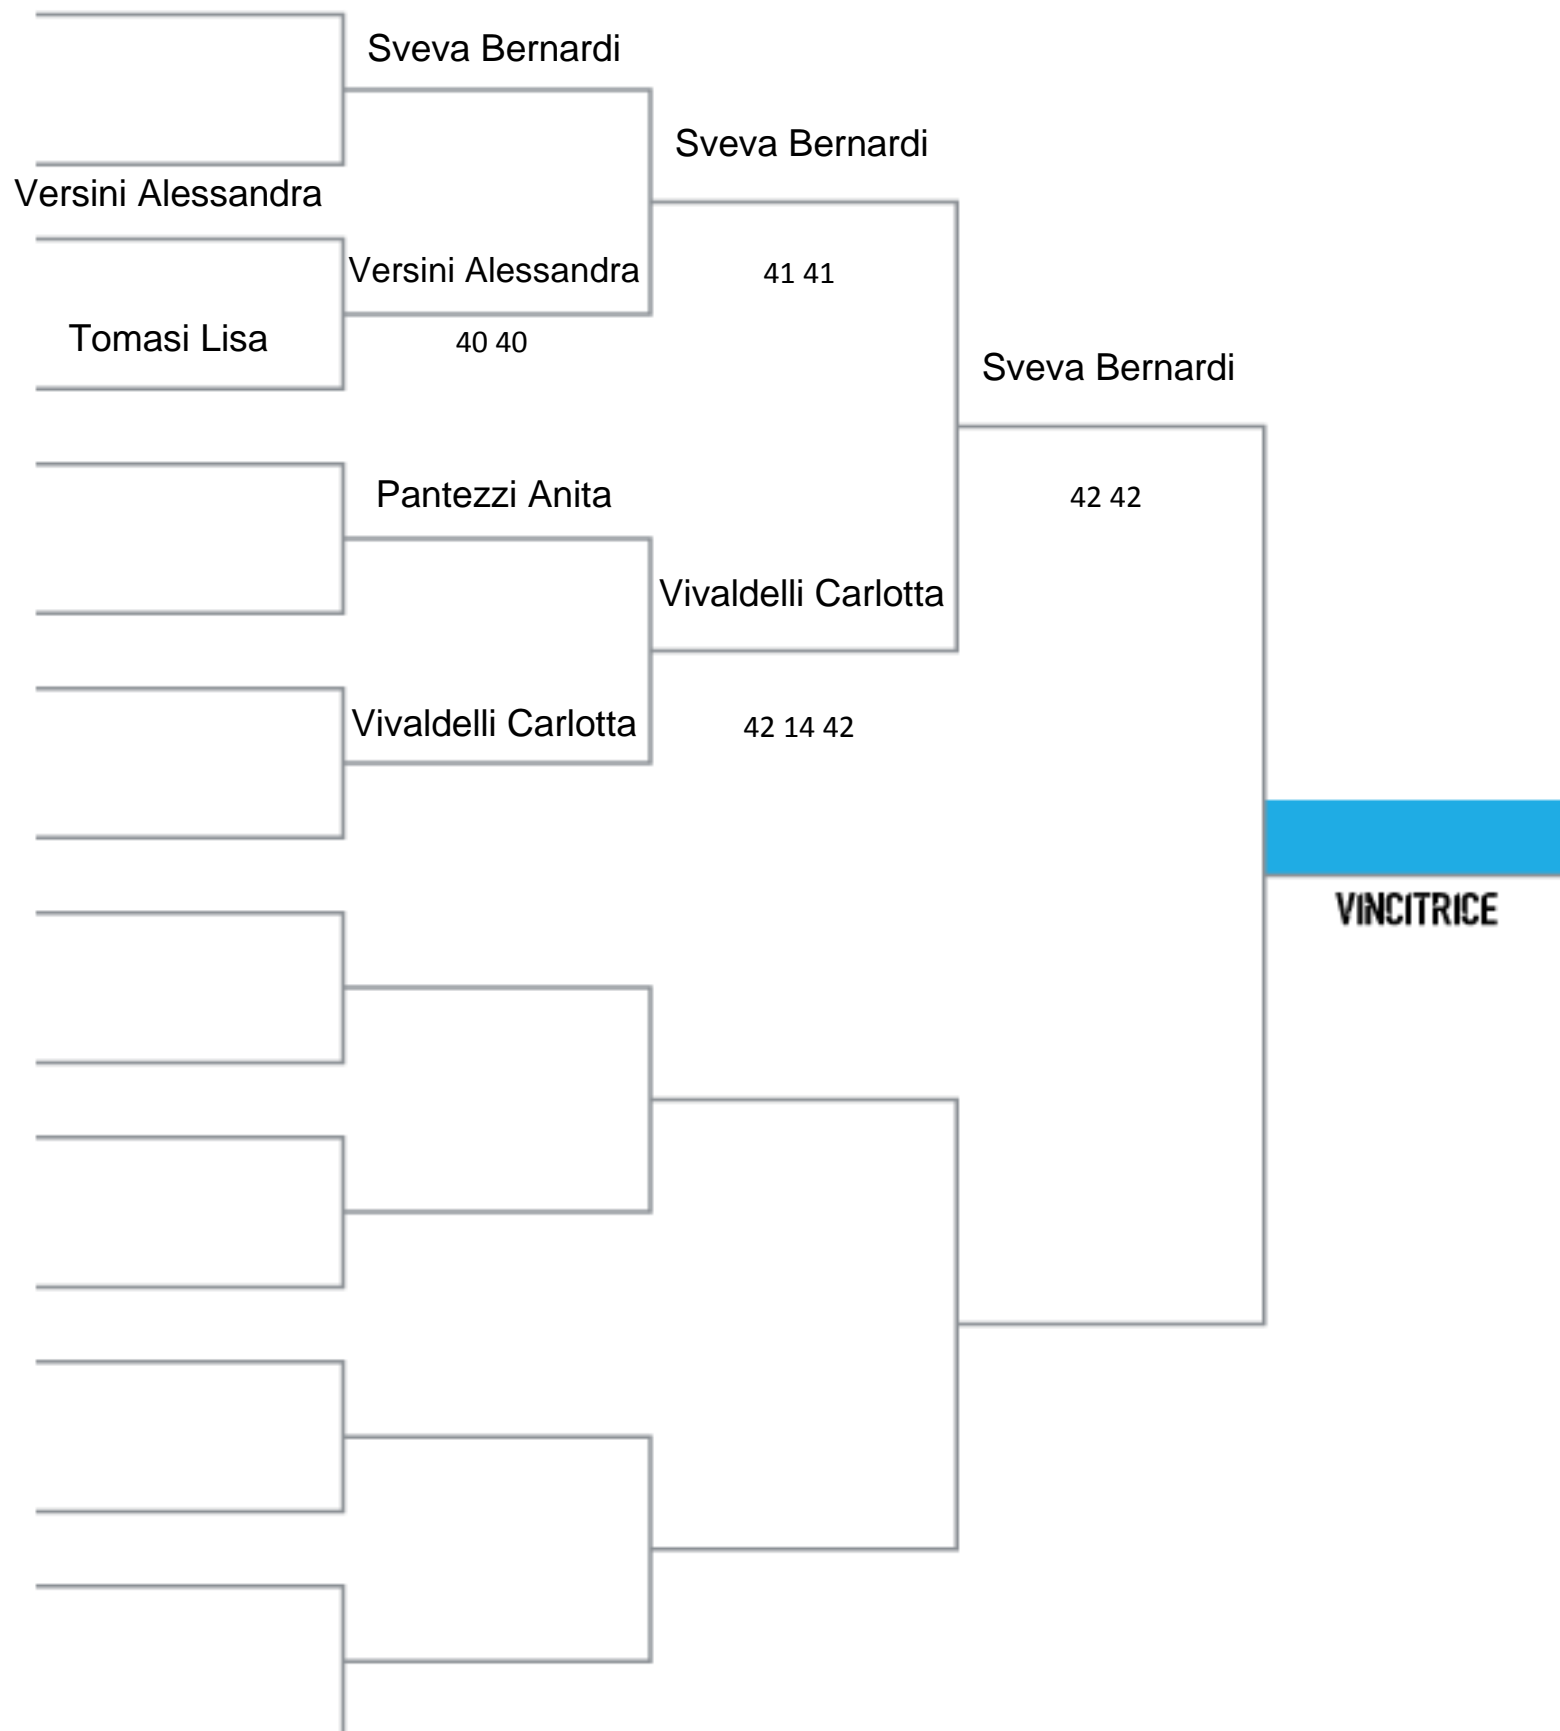 Sveva Bernardi
Sveva Bernardi
Versini Alessandra
Versini Alessandra
41 41
Tomasi Lisa
40 40
Sveva Bernardi
Pantezzi Anita
42 42
Vivaldelli Carlotta
Vivaldelli Carlotta
42 14 42
VINCITRICE